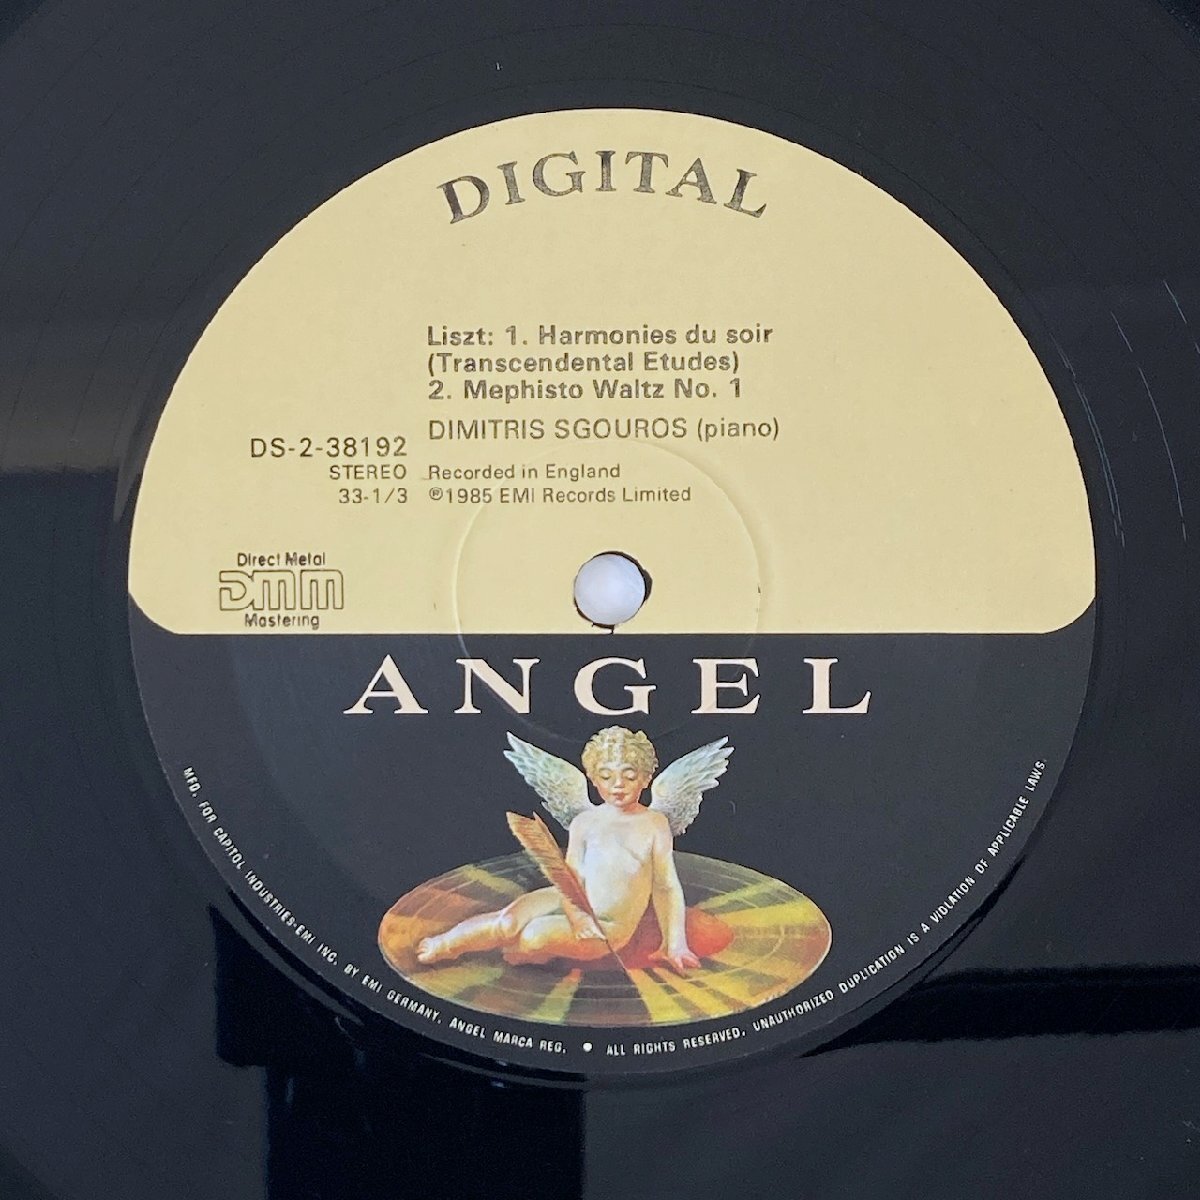 DIGITAL
Liszt: 1. Harmonies du soir
(Transcendental Etudes)
2. Mephisto Waltz No. 1
DIMITRIS SGOUROS (piano)
DS-2-38192
STEREO
33-1/3
Recorded in England
℗1985 EMI Records Limited
Direct Metal
DMM
Mastering
ANGEL
MFD. FOR CAPITOL INDUSTRIES-EMI INC. BY EMI GERMANY. ANGEL MARCA REG. • ALL RIGHTS RESERVED. UNAUTHORIZED DUPLICATION IS A VIOLATION OF APPLICABLE LAWS.